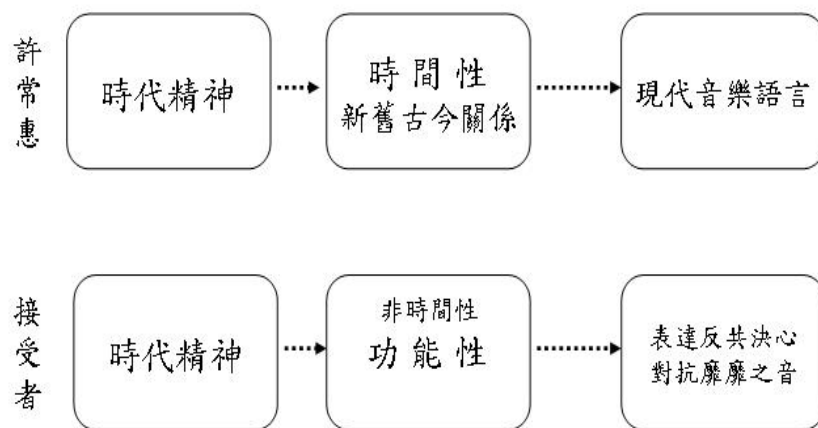 許常惠
時代精神
時間性
新舊古今關係
現代音樂語言
接受者
時代精神
非時間性
功能性
表達反共決心
對抗靡靡之音